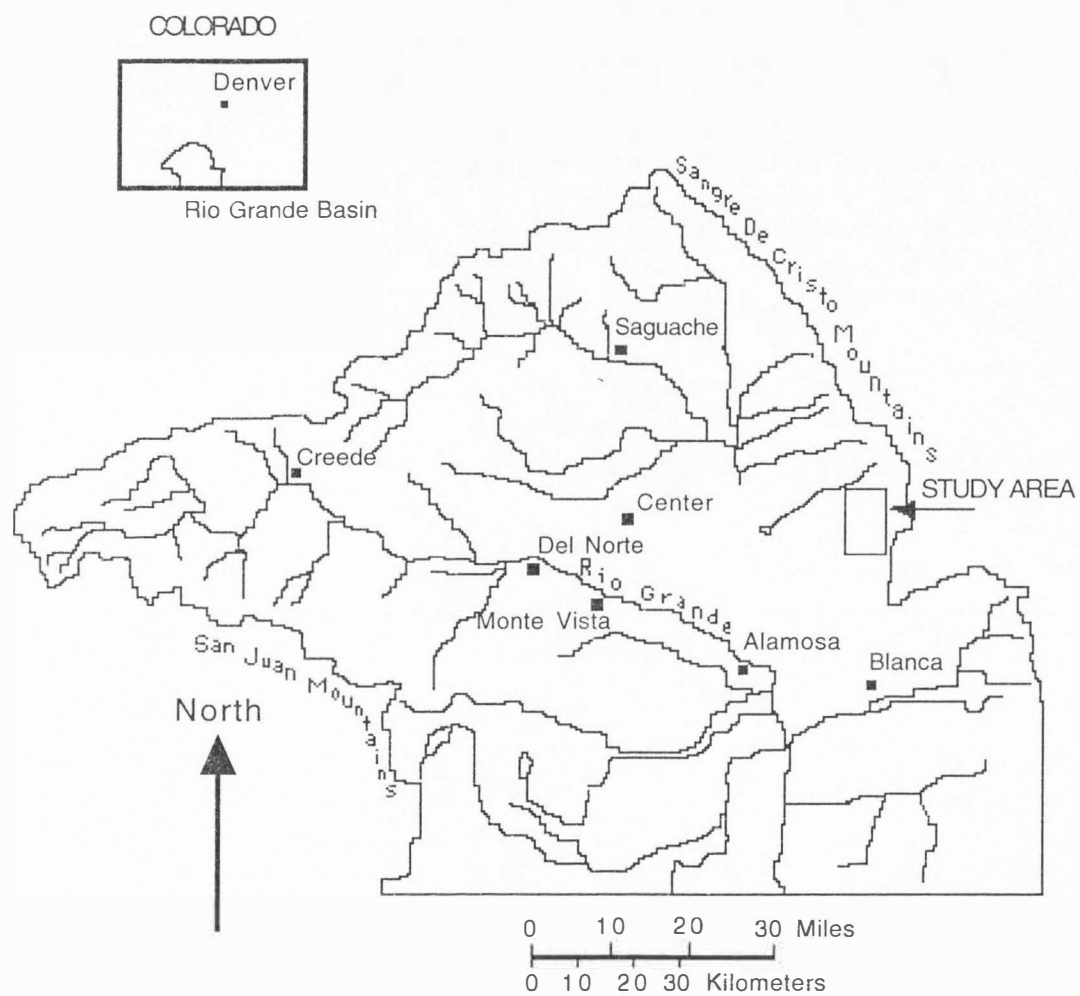 COLORADO
Denver
Rio Grande Basin
Sangre De Cristo Mountains
Saguache
Creede
STUDY AREA
Center
Del Norte
Rio Grande
Monte Vista
Alamosa
San Juan Mountains
Blanca
North
0 10 20 30 Miles
0 10 20 30 Kilometers